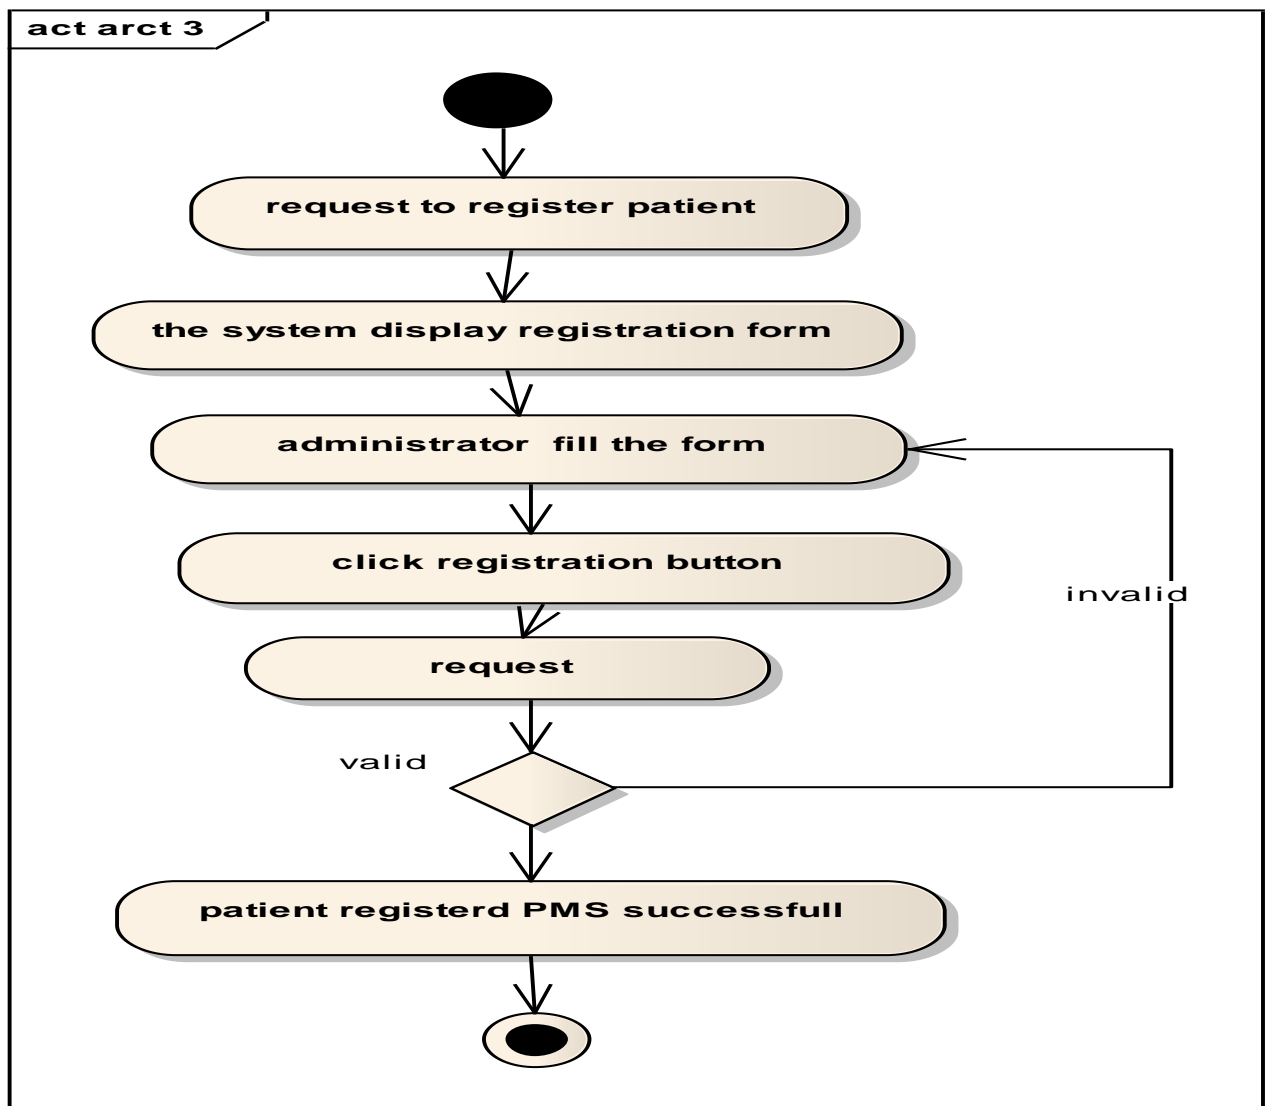 act arct 3
request to register patient
the system display registration form
administrator  fill the form
click registration button
invalid
request
valid
patient registerd PMS successfull